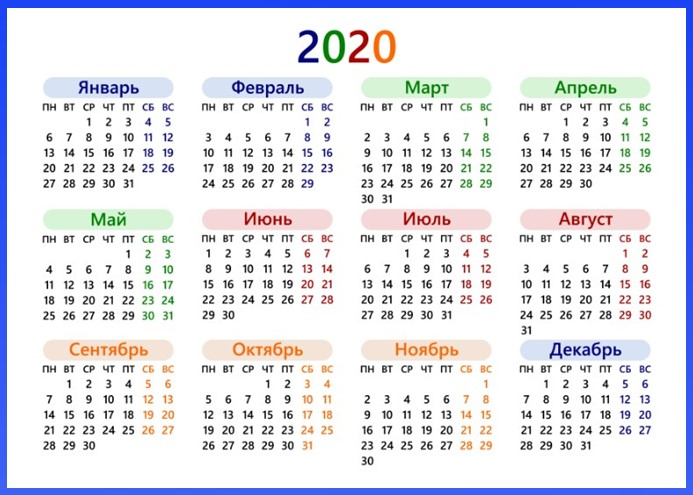 2020
Январь
ПН ВТ СР ЧТ ПТ СБ ВС
1 2 3 4 5
6 7 8 9 10 11 12
13 14 15 16 17 18 19
20 21 22 23 24 25 26
27 28 29 30 31
Февраль
ПН ВТ СР ЧТ ПТ СБ ВС
1 2
3 4 5 6 7 8 9
10 11 12 13 14 15 16
17 18 19 20 21 22 23
24 25 26 27 28 29
Март
ПН ВТ СР ЧТ ПТ СБ ВС
1
2 3 4 5 6 7 8
9 10 11 12 13 14 15
16 17 18 19 20 21 22
23 24 25 26 27 28 29
30 31
Апрель
ПН ВТ СР ЧТ ПТ СБ ВС
1 2 3 4 5
6 7 8 9 10 11 12
13 14 15 16 17 18 19
20 21 22 23 24 25 26
27 28 29 30
Май
ПН ВТ СР ЧТ ПТ СБ ВС
1 2 3
4 5 6 7 8 9 10
11 12 13 14 15 16 17
18 19 20 21 22 23 24
25 26 27 28 29 30 31
Июнь
ПН ВТ СР ЧТ ПТ СБ ВС
1 2 3 4 5 6 7
8 9 10 11 12 13 14
15 16 17 18 19 20 21
22 23 24 25 26 27 28
29 30
Июль
ПН ВТ СР ЧТ ПТ СБ ВС
1 2 3 4 5
6 7 8 9 10 11 12
13 14 15 16 17 18 19
20 21 22 23 24 25 26
27 28 29 30 31
Август
ПН ВТ СР ЧТ ПТ СБ ВС
1 2
3 4 5 6 7 8 9
10 11 12 13 14 15 16
17 18 19 20 21 22 23
24 25 26 27 28 29 30
31
Сентябрь
ПН ВТ СР ЧТ ПТ СБ ВС
1 2 3 4 5 6
7 8 9 10 11 12 13
14 15 16 17 18 19 20
21 22 23 24 25 26 27
28 29 30
Октябрь
ПН ВТ СР ЧТ ПТ СБ ВС
1 2 3 4
5 6 7 8 9 10 11
12 13 14 15 16 17 18
19 20 21 22 23 24 25
26 27 28 29 30 31
Ноябрь
ПН ВТ СР ЧТ ПТ СБ ВС
1
2 3 4 5 6 7 8
9 10 11 12 13 14 15
16 17 18 19 20 21 22
23 24 25 26 27 28 29
30
Декабрь
ПН ВТ СР ЧТ ПТ СБ ВС
1 2 3 4 5 6
7 8 9 10 11 12 13
14 15 16 17 18 19 20
21 22 23 24 25 26 27
28 29 30 31